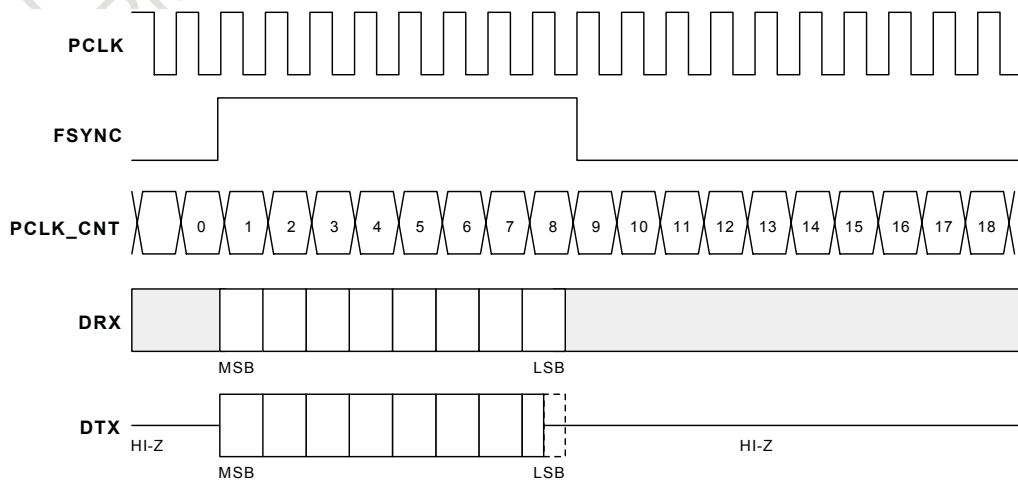 PCLK
FSYNC
PCLK_CNT 0 1 2 3 4 5 6 7 8 9 10 11 12 13 14 15 16 17 18
DRX
MSB LSB
DTX
HI-Z HI-Z
MSB LSB